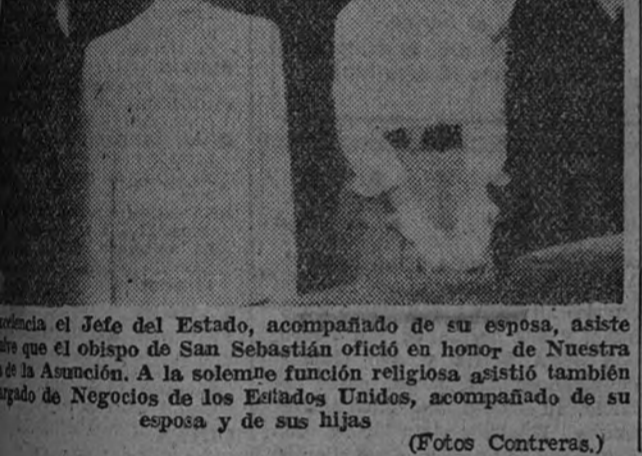 el Jefe del Estado, acompañado de su esposa, asiste
que el obispo de San Sebastián ofició en honor de Nuestra
de la Asunción. A la solemne función religiosa asistió también
de Negocios de los Estados Unidos, acompañado de su
esposa y de sus hijas
(Fotos Contreras.)